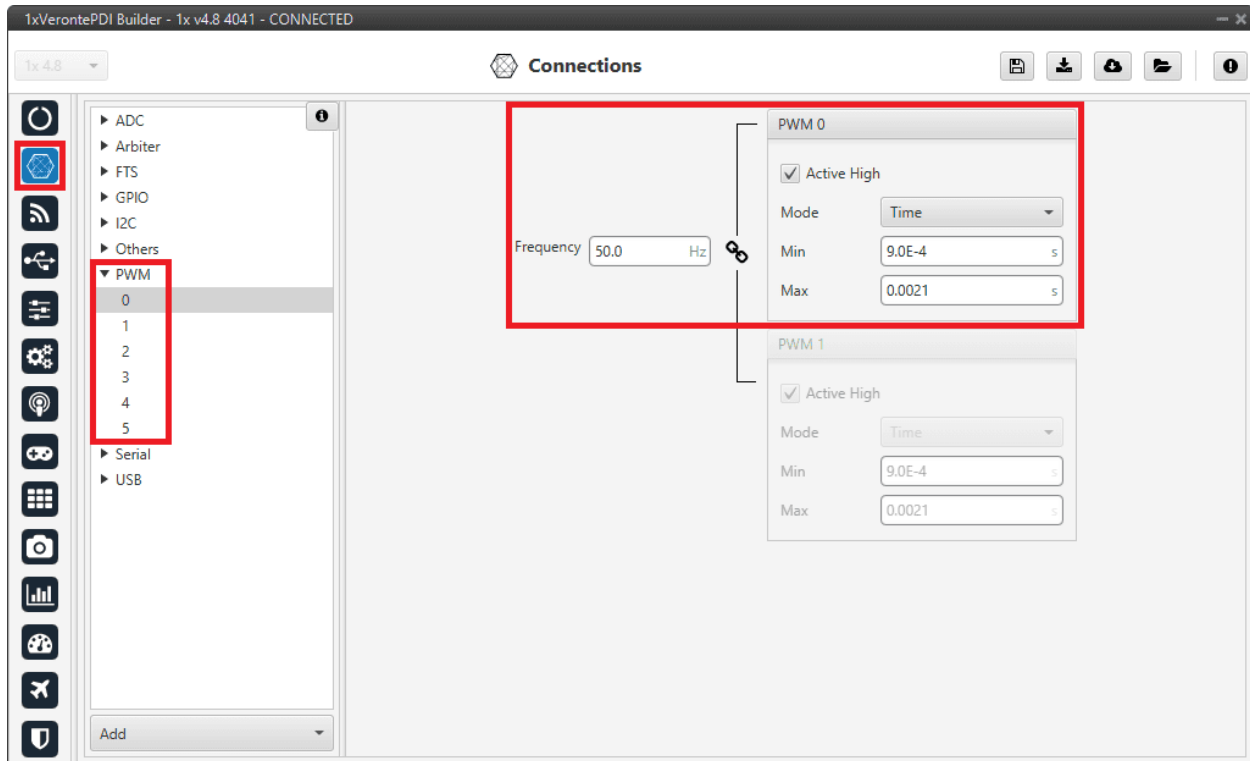 1xVerontePDI Builder - 1x v4.8 4041 - CONNECTED
1x 4.8
Connections
ADC
Arbiter
FTS
GPIO
I2C
Others
PWM
0
1
2
3
4
5
Serial
USB
Add
Frequency 50.0 Hz
PWM 0
Active High
Mode Time
Min 9.0E-4 s
Max 0.0021 s
PWM 1
Active High
Mode Time
Min 9.0E-4 s
Max 0.0021 s